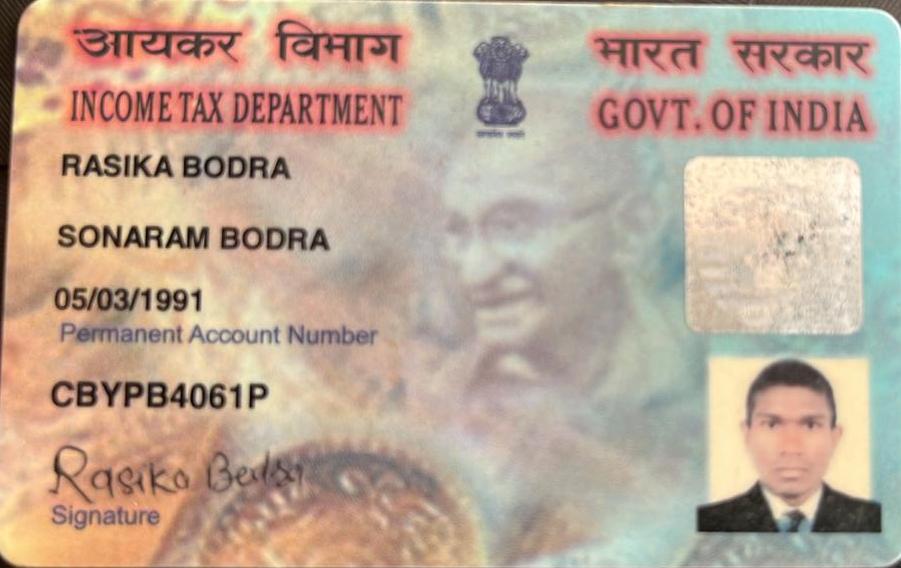 आयकर विभाग भारत सरकार
INCOME TAX DEPARTMENT GOVT. OF INDIA
RASIKA BODRA
SONARAM BODRA
05/03/1991
Permanent Account Number
CBYPB4061P
Rasika Bodra
Signature